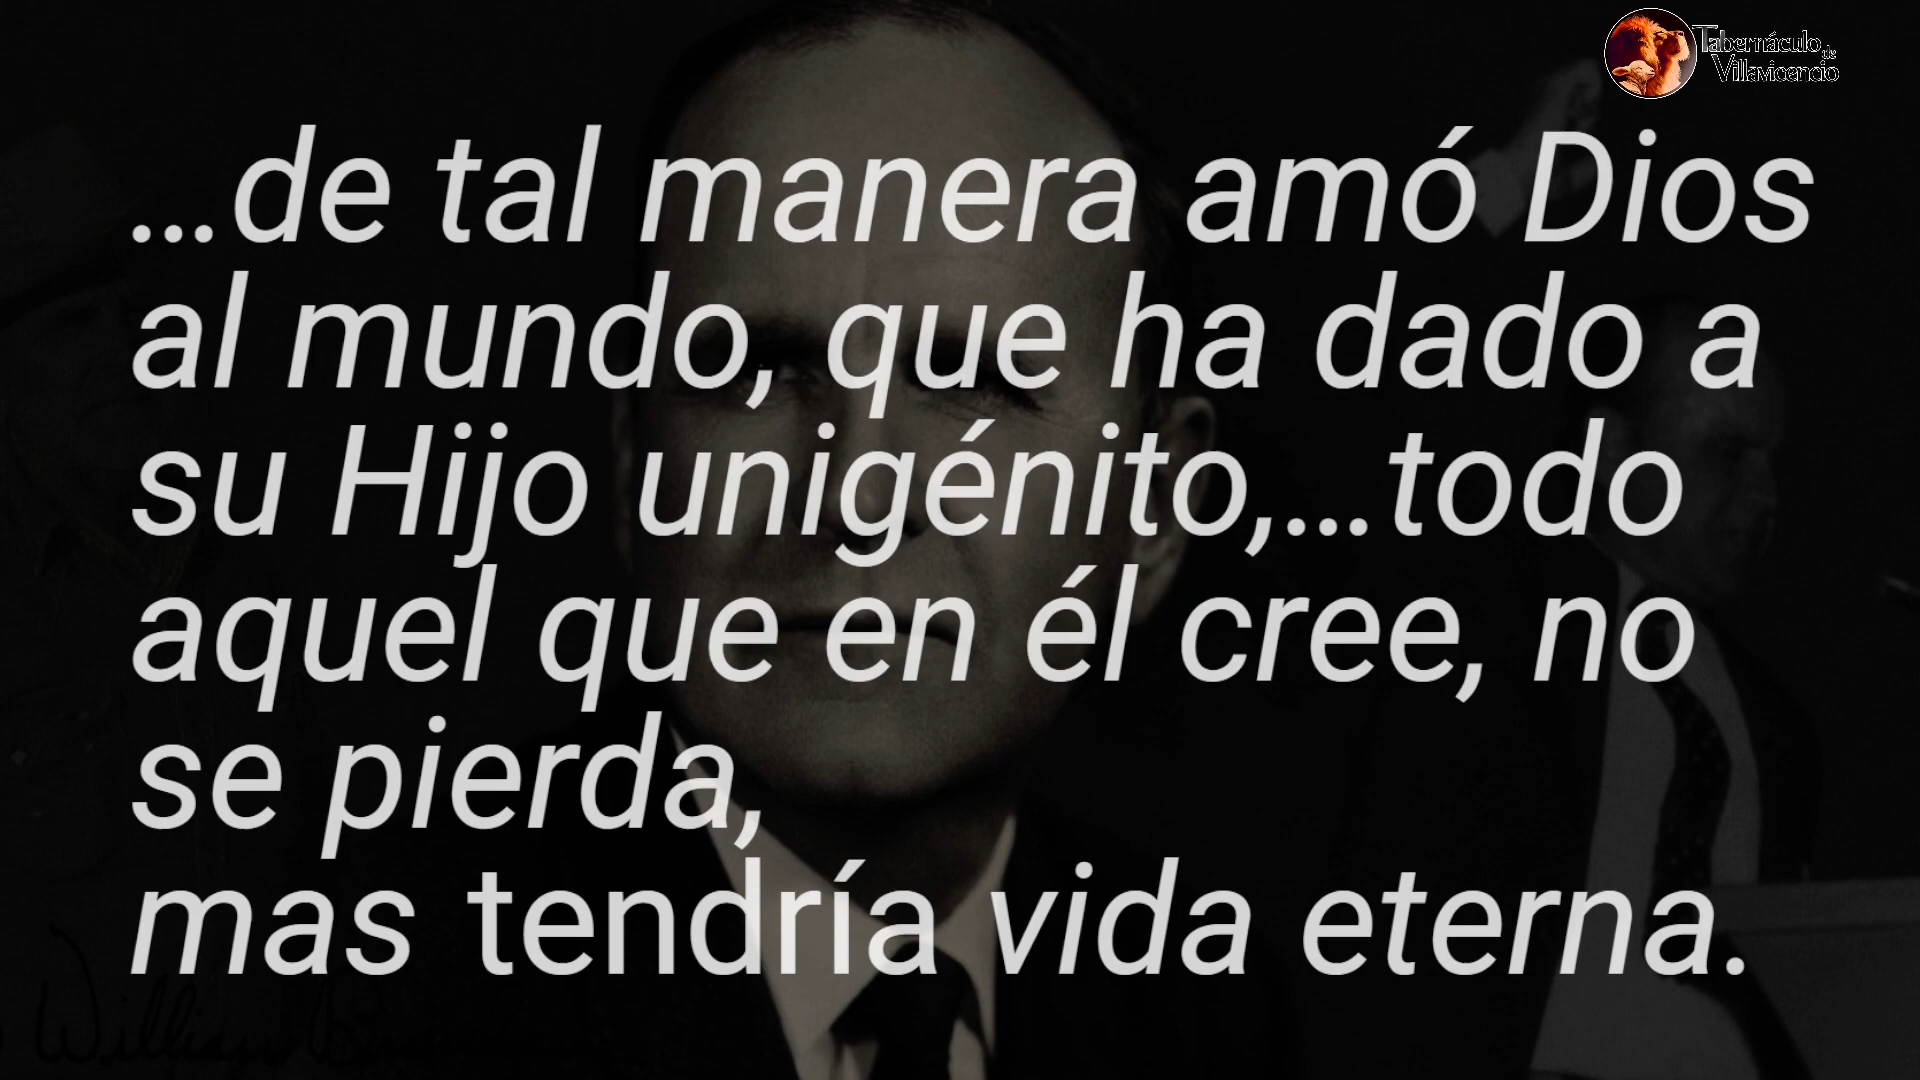 Tabernáculo de
Villavicencio
...de tal manera amó Dios
al mundo, que ha dado a
su Hijo unigénito,...todo
aquel que en él cree, no
se pierda,
mas tendría vida eterna.
William